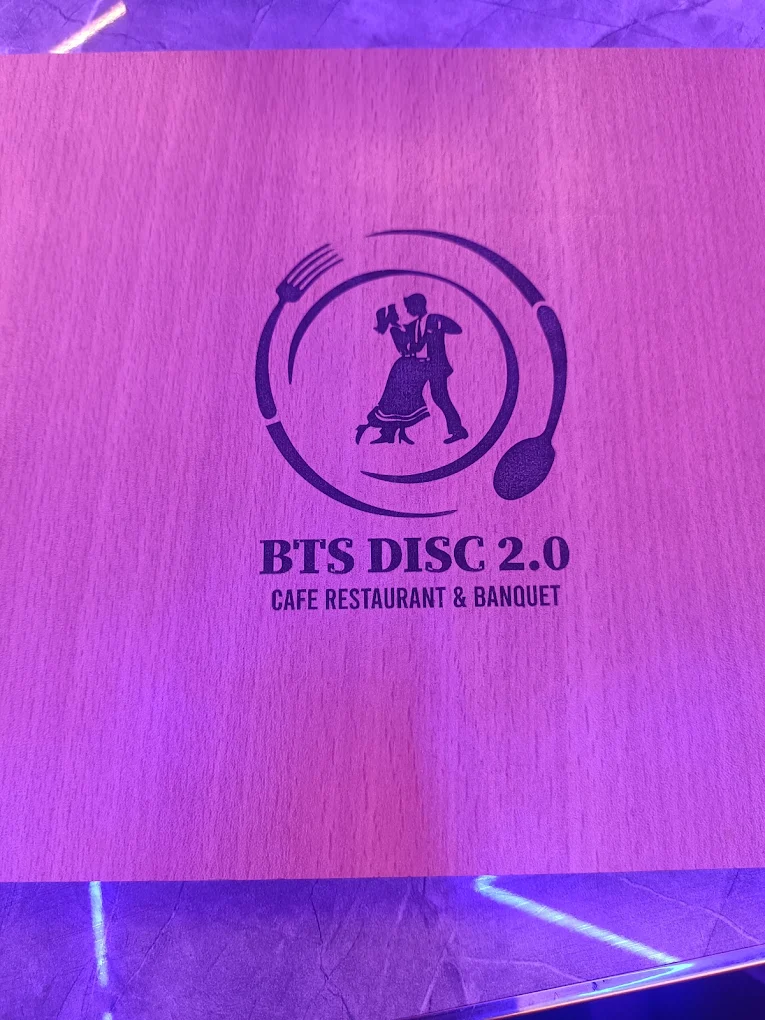 BTS DISC 2.0
CAFE RESTAURANT & BANQUET